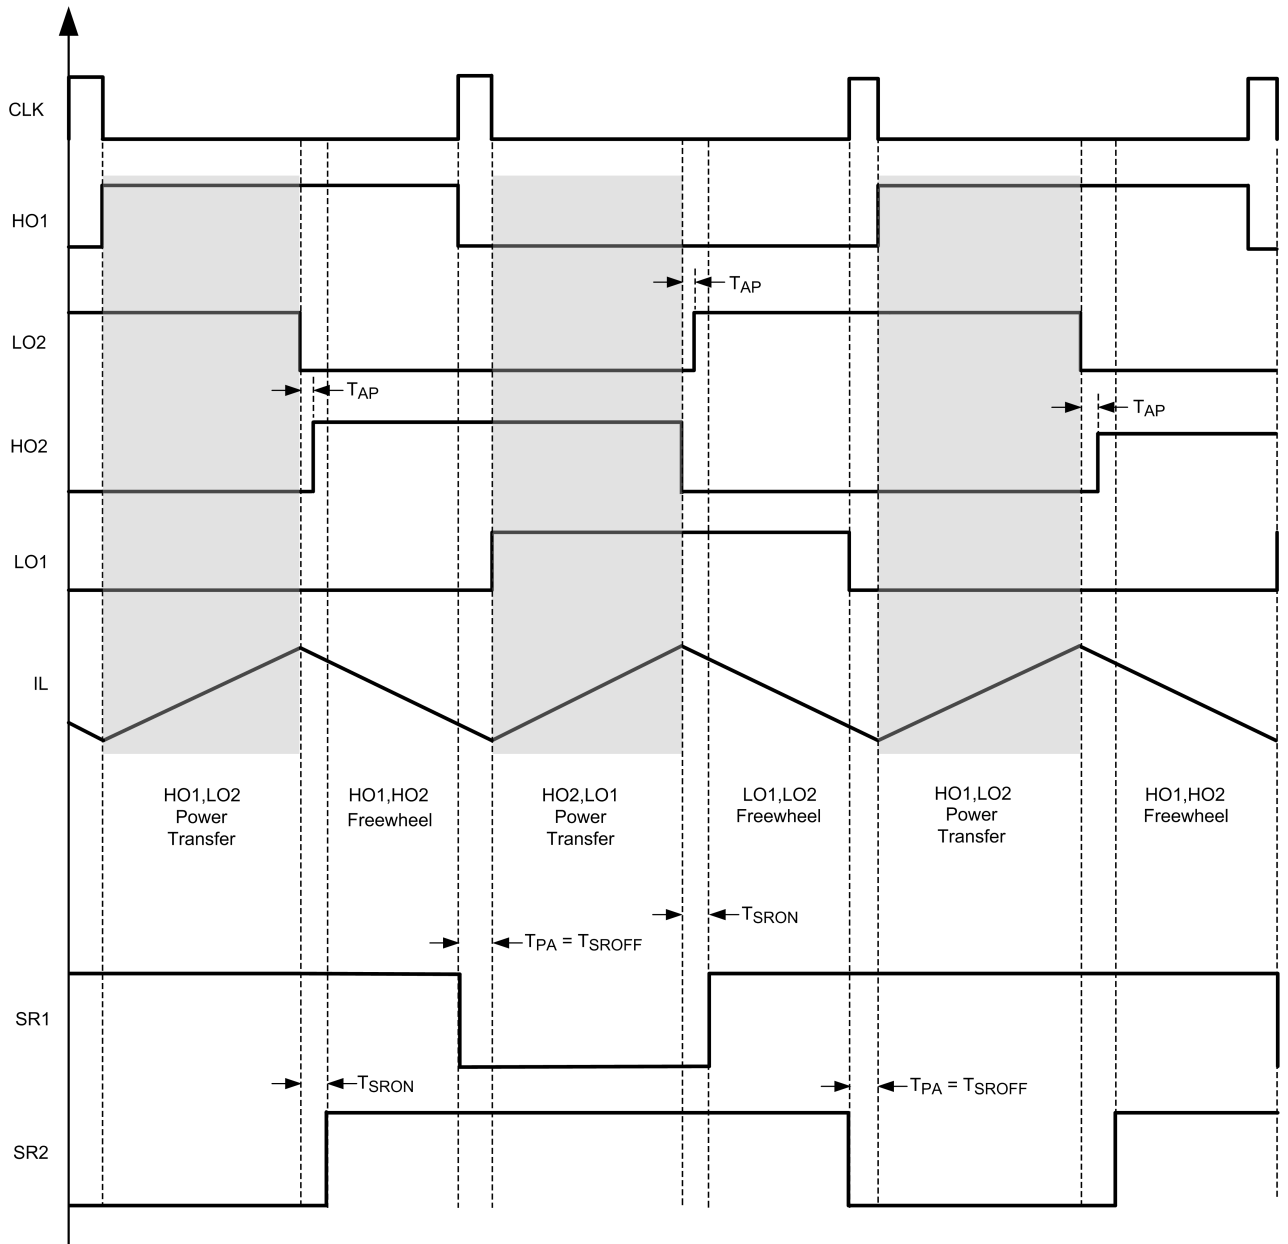 CLK
HO1
TAP
LO2
TAP
TAP
HO2
LO1
IL
HO1,LO2
Power
Transfer
HO1,HO2
Freewheel
HO2,LO1
Power
Transfer
LO1,LO2
Freewheel
HO1,LO2
Power
Transfer
HO1,HO2
Freewheel
TSRON
TPA = TSROFF
SR1
TSRON
TPA = TSROFF
SR2